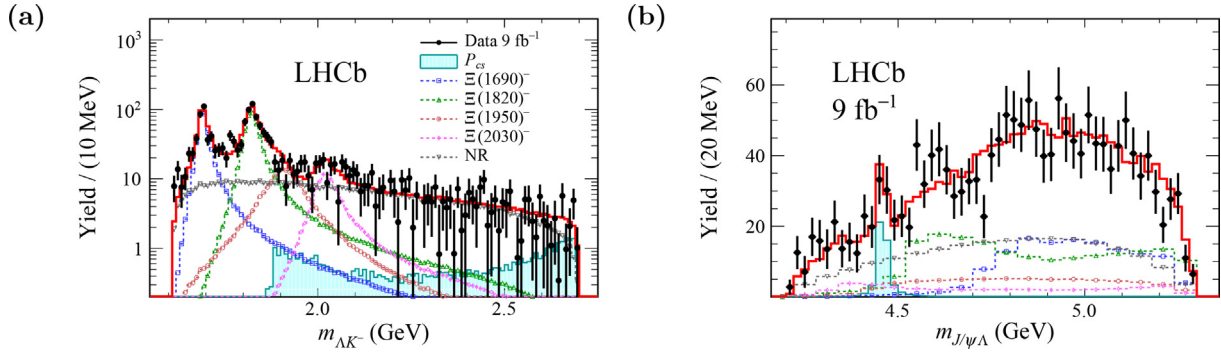 (a)
Yield / (10 MeV)
10³
10²
10
1
LHCb
Data 9 fb⁻¹
P_cs
Ξ(1690)⁻
Ξ(1820)⁻
Ξ(1950)⁻
Ξ(2030)⁻
NR
2.0
2.5
m_ΛK⁻ (GeV)
(b)
Yield / (20 MeV)
60
40
20
0
LHCb
9 fb⁻¹
4.5
5.0
m_J/ψΛ (GeV)